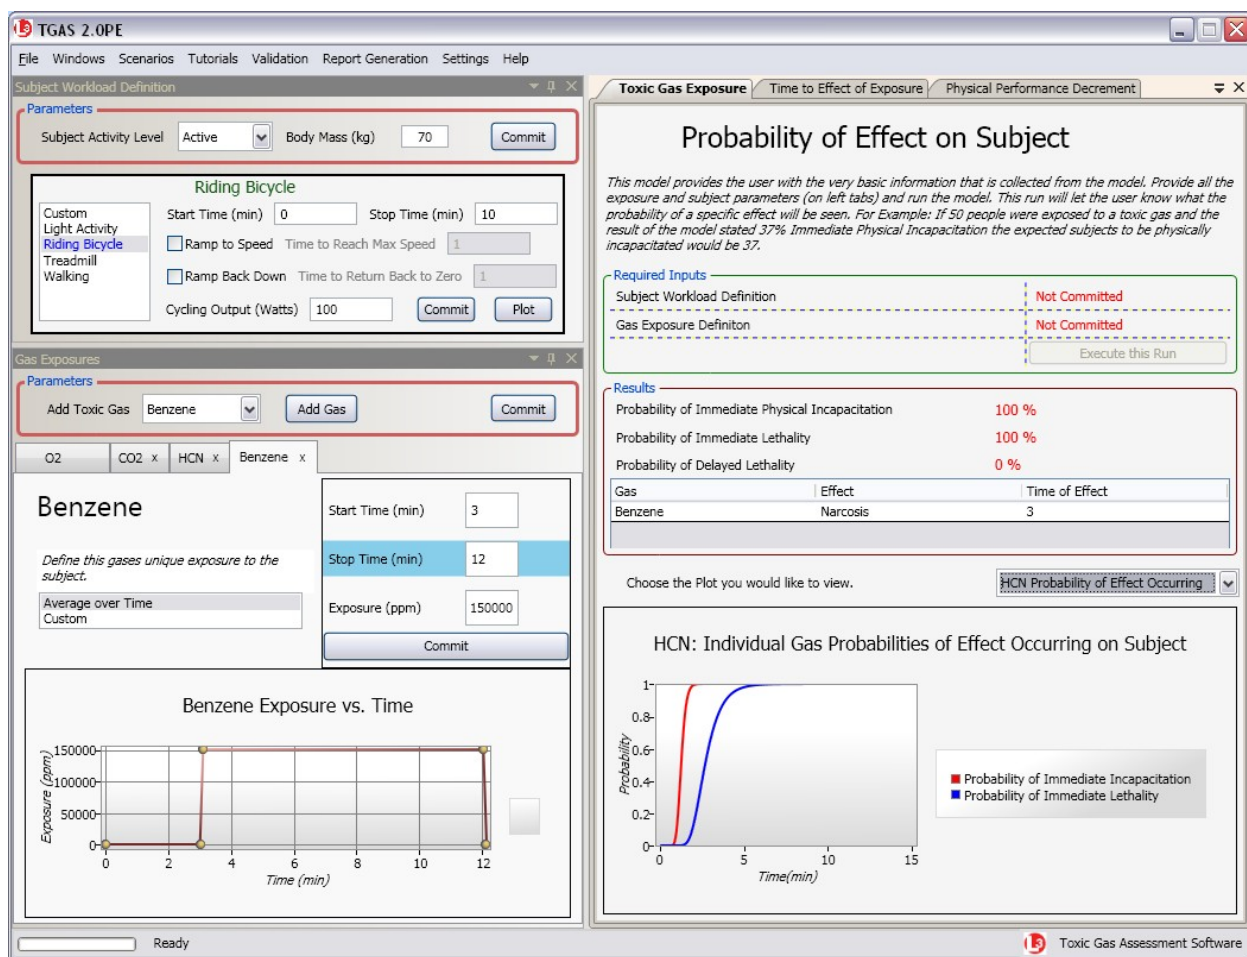 TGAS 2.0PE
File Windows Scenarios Tutorials Validation Report Generation Settings Help
Subject Workload Definition
Parameters
Subject Activity Level Active Body Mass (kg) 70 Commit
Riding Bicycle
Custom
Light Activity
Riding Bicycle
Treadmill
Walking
Start Time (min) 0 Stop Time (min) 10
Ramp to Speed Time to Reach Max Speed 1
Ramp Back Down Time to Return Back to Zero 1
Cycling Output (Watts) 100 Commit Plot
Gas Exposures
Parameters
Add Toxic Gas Benzene Add Gas Commit
O2 CO2 x HCN x Benzene x
Benzene
Define this gases unique exposure to the
subject.
Average over Time
Custom
Start Time (min) 3
Stop Time (min) 12
Exposure (ppm) 150000
Commit
Benzene Exposure vs. Time
Exposure (ppm)
150000
100000
50000
0
0 2 4 6 8 10 12
Time (min)
Toxic Gas Exposure Time to Effect of Exposure Physical Performance Decrement
Probability of Effect on Subject
This model provides the user with the very basic information that is collected from the model. Provide all the
exposure and subject parameters (on left tabs) and run the model. This run will let the user know what the
probability of a specific effect will be seen. For Example: If 50 people were exposed to a toxic gas and the
result of the model stated 37% Immediate Physical Incapacitation the expected subjects to be physically
incapacitated would be 37.
Required Inputs
Subject Workload Definition Not Committed
Gas Exposure Definiton Not Committed
Execute this Run
Results
Probability of Immediate Physical Incapacitation 100 %
Probability of Immediate Lethality 100 %
Probability of Delayed Lethality 0 %
Gas Effect Time of Effect
Benzene Narcosis 3
Choose the Plot you would like to view. HCN Probability of Effect Occurring
HCN: Individual Gas Probabilities of Effect Occurring on Subject
Probability
1
0.8
0.6
0.4
0.2
0
0 5 10 15
Time(min)
Probability of Immediate Incapacitation
Probability of Immediate Lethality
Ready
Toxic Gas Assessment Software